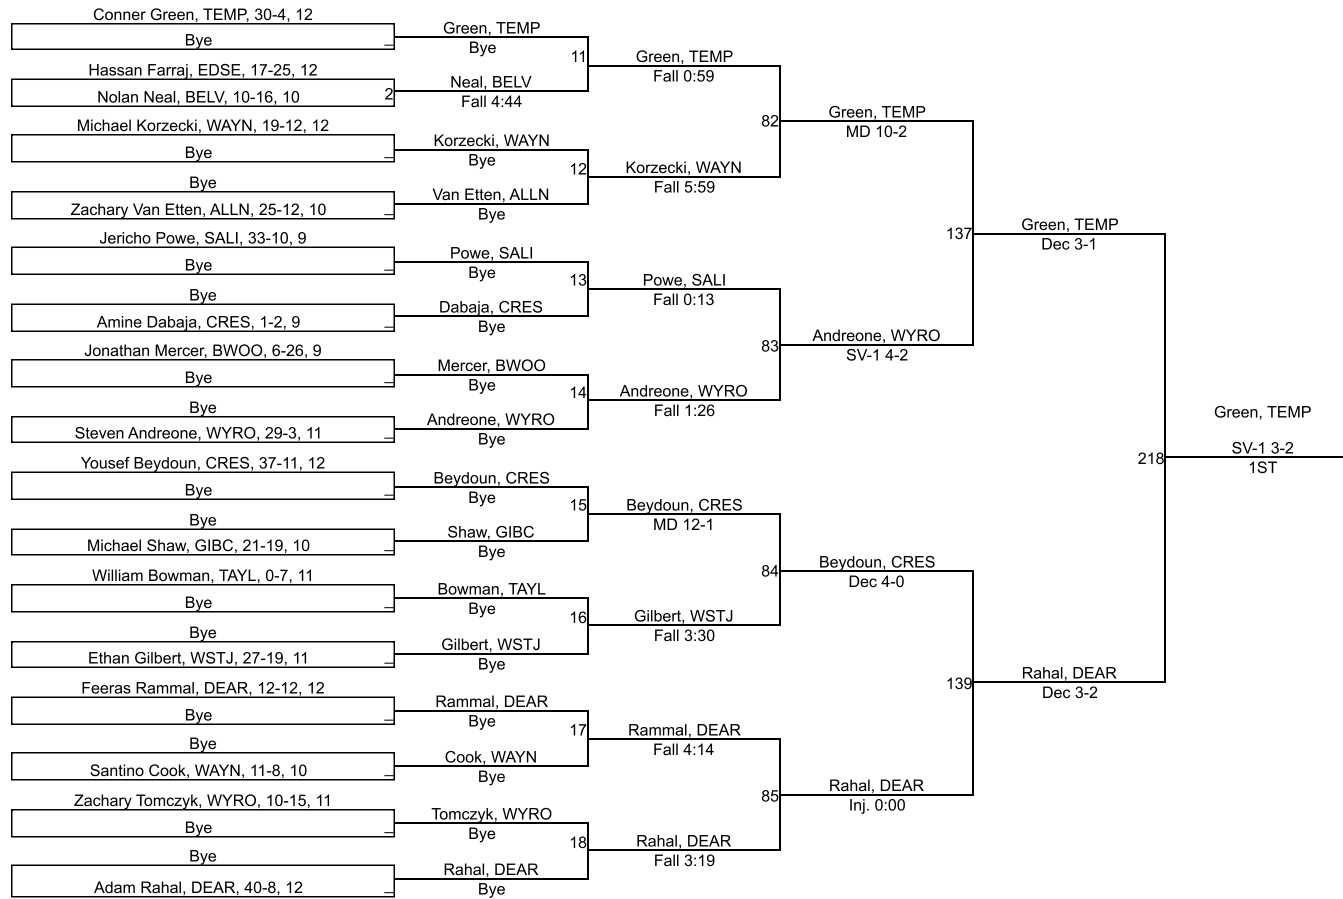 Conner Green, TEMP, 30-4, 12
Bye
Hassan Farraj, EDSE, 17-25, 12
2
Nolan Neal, BELV, 10-16, 10
Michael Korzecki, WAYN, 19-12, 12
Bye
Bye
Zachary Van Etten, ALLN, 25-12, 10
Jericho Powe, SALI, 33-10, 9
Bye
Bye
Amine Dabaja, CRES, 1-2, 9
Jonathan Mercer, BWOO, 6-26, 9
Bye
Bye
Steven Andreone, WYRO, 29-3, 11
Yousef Beydoun, CRES, 37-11, 12
Bye
Bye
Michael Shaw, GIBC, 21-19, 10
William Bowman, TAYL, 0-7, 11
Bye
Bye
Ethan Gilbert, WSTJ, 27-19, 11
Feeras Rammal, DEAR, 12-12, 12
Bye
Bye
Santino Cook, WAYN, 11-8, 10
Zachary Tomczyk, WYRO, 10-15, 11
Bye
Bye
Adam Rahal, DEAR, 40-8, 12
Green, TEMP
Bye
11
Neal, BELV
Fall 4:44
Korzecki, WAYN
Bye
12
Van Etten, ALLN
Bye
Powe, SALI
Bye
13
Dabaja, CRES
Bye
Mercer, BWOO
Bye
14
Andreone, WYRO
Bye
Beydoun, CRES
Bye
15
Shaw, GIBC
Bye
Bowman, TAYL
Bye
16
Gilbert, WSTJ
Bye
Rammal, DEAR
Bye
17
Cook, WAYN
Bye
Tomczyk, WYRO
Bye
18
Rahal, DEAR
Bye
Green, TEMP
Fall 0:59
82
Korzecki, WAYN
Fall 5:59
Powe, SALI
Fall 0:13
83
Andreone, WYRO
Fall 1:26
Beydoun, CRES
MD 12-1
84
Gilbert, WSTJ
Fall 3:30
Rammal, DEAR
Fall 4:14
85
Rahal, DEAR
Fall 3:19
Green, TEMP
MD 10-2
137
Andreone, WYRO
SV-1 4-2
Beydoun, CRES
Dec 4-0
139
Rahal, DEAR
Inj. 0:00
Green, TEMP
Dec 3-1
218
Rahal, DEAR
Dec 3-2
Green, TEMP
SV-1 3-2
1ST